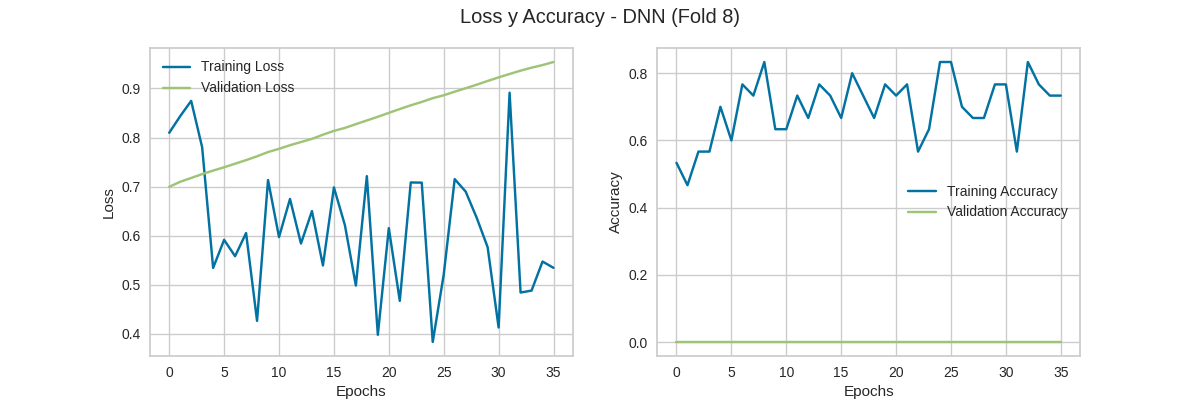 Loss y Accuracy - DNN (Fold 8)
Training Loss
Validation Loss
0.9
0.8
0.7
0.6
0.5
0.4
Loss
0 5 10 15 20 25 30 35
Epochs
0.8
0.6
0.4
0.2
0.0
Accuracy
Training Accuracy
Validation Accuracy
0 5 10 15 20 25 30 35
Epochs